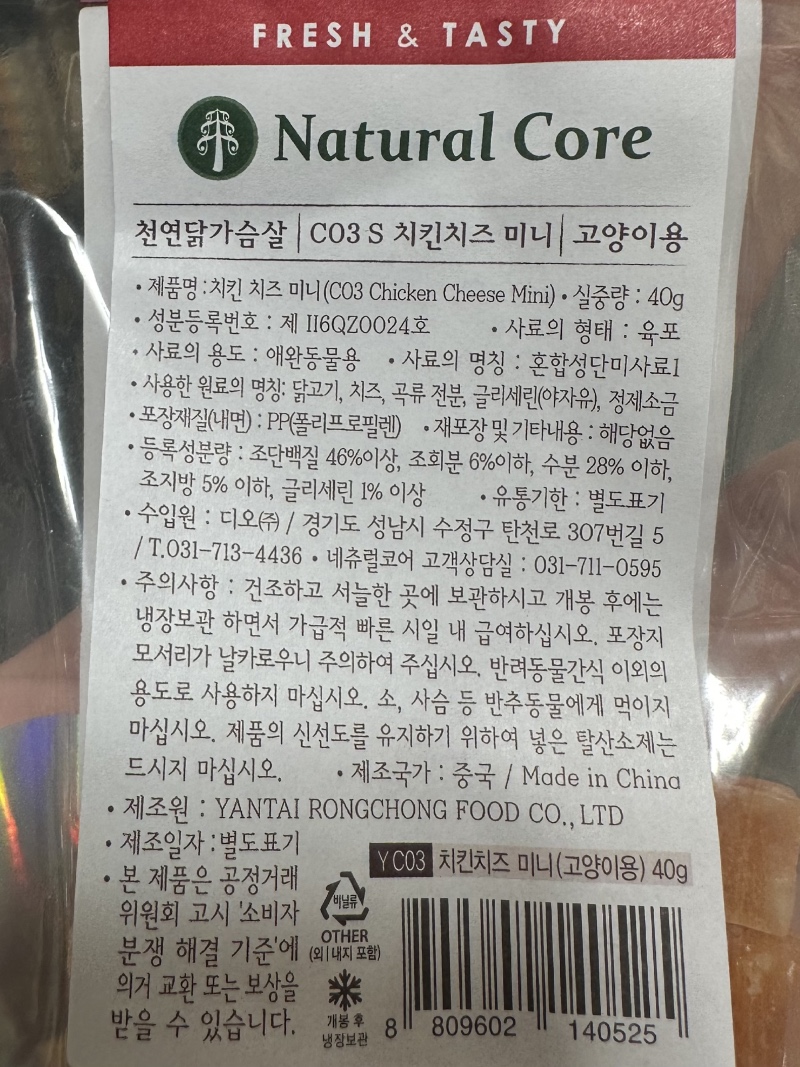 FRESH & TASTY
Natural Core
천연닭가슴살 | C03 S 치킨치즈 미니 | 고양이용
• 제품명 : 치킨 치즈 미니(C03 Chicken Cheese Mini) • 실중량 : 40g
• 성분등록번호 : 제 II6QZ0024호 • 사료의 형태 : 육포
• 사료의 용도 : 애완동물용 • 사료의 명칭 : 혼합성단미사료1
• 사용한 원료의 명칭: 닭고기, 치즈, 곡류 전분, 글리세린(야자유), 정제소금
• 포장재질(내면) : PP(폴리프로필렌) • 재포장 및 기타내용 : 해당없음
• 등록성분량 : 조단백질 46%이상, 조회분 6%이하, 수분 28% 이하,
조지방 5% 이하, 글리세린 1% 이상 • 유통기한 : 별도표기
• 수입원 : 디오㈜ / 경기도 성남시 수정구 탄천로 307번길 5
/ T.031-713-4436 • 네츄럴코어 고객상담실 : 031-711-0595
• 주의사항 : 건조하고 서늘한 곳에 보관하시고 개봉 후에는
냉장보관 하면서 가급적 빠른 시일 내 급여하십시오. 포장지
모서리가 날카로우니 주의하여 주십시오. 반려동물간식 이외의
용도로 사용하지 마십시오. 소, 사슴 등 반추동물에게 먹이지
마십시오. 제품의 신선도를 유지하기 위하여 넣은 탈산소제는
드시지 마십시오. • 제조국가 : 중국 / Made in China
• 제조원 : YANTAI RONGCHONG FOOD CO., LTD
• 제조일자 : 별도표기
• 본 제품은 공정거래
위원회 고시 '소비자
분쟁 해결 기준'에
의거 교환 또는 보상을
받을 수 있습니다.
비닐류
OTHER
(외|내지 포함)
개봉 후
냉장보관
Y C03 치킨치즈 미니(고양이용) 40g
8 809602 140525